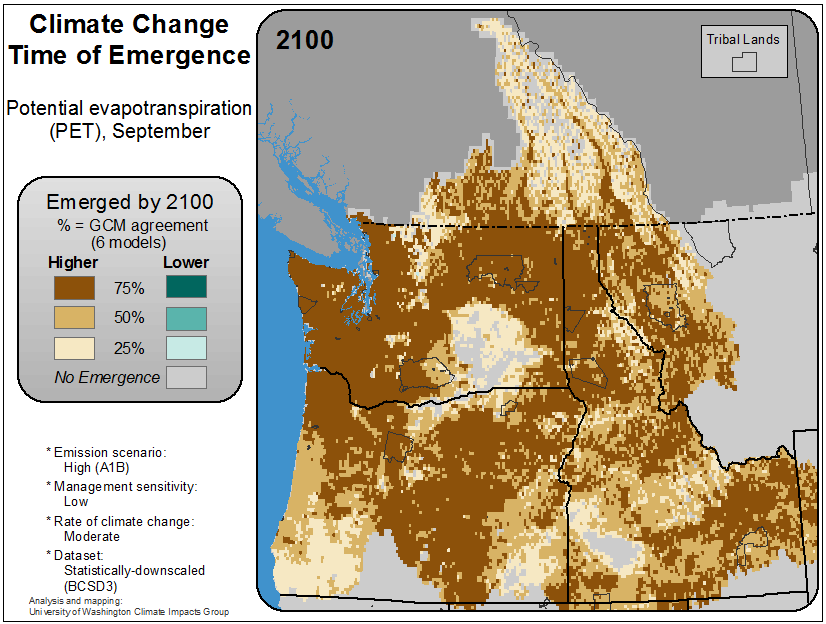 Climate Change
Time of Emergence
Potential evapotranspiration
(PET), September
Emerged by 2100
% = GCM agreement
(6 models)
Higher Lower
75%
50%
25%
No Emergence
* Emission scenario:
High (A1B)
* Management sensitivity:
Low
* Rate of climate change:
Moderate
* Dataset:
Statistically-downscaled
(BCSD3)
Analysis and mapping:
University of Washington Climate Impacts Group
2100
Tribal Lands